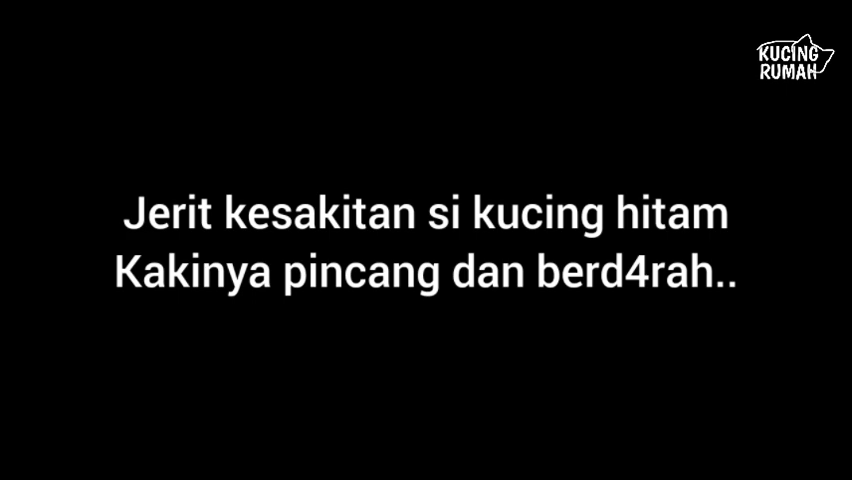 KUCING
RUMAH
Jerit kesakitan si kucing hitam
Kakinya pincang dan berd4rah..